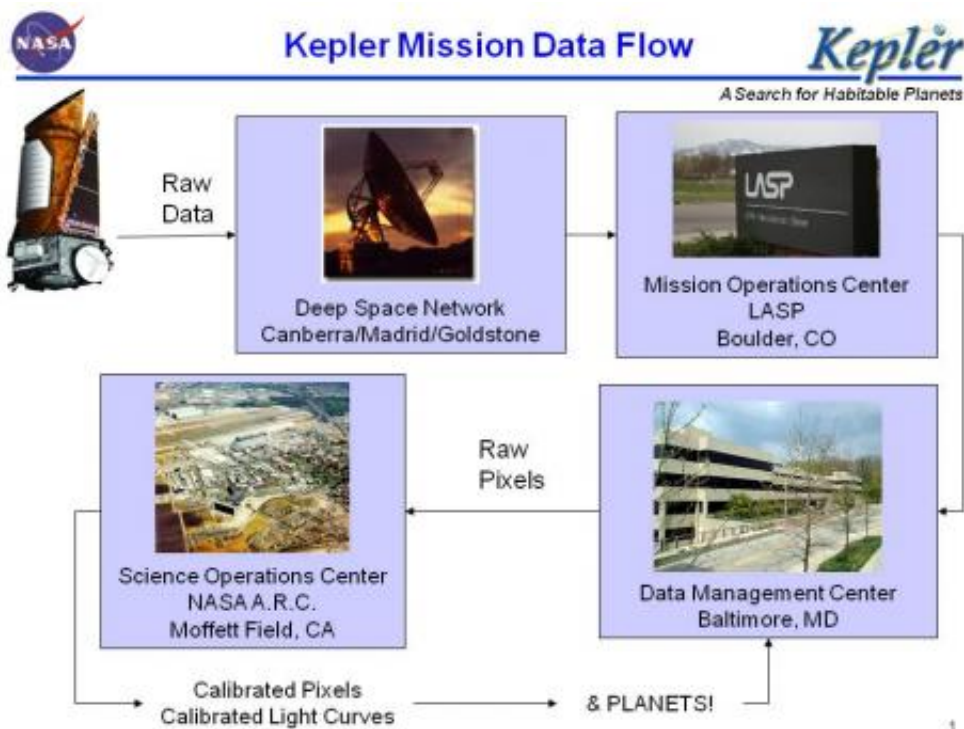 NASA
Kepler Mission Data Flow
Kepler
A Search for Habitable Planets
Raw
Data
Deep Space Network
Canberra/Madrid/Goldstone
LASP
Mission Operations Center
LASP
Boulder, CO
Raw
Pixels
Science Operations Center
NASA A.R.C.
Moffett Field, CA
Data Management Center
Baltimore, MD
Calibrated Pixels
Calibrated Light Curves
& PLANETS!
1